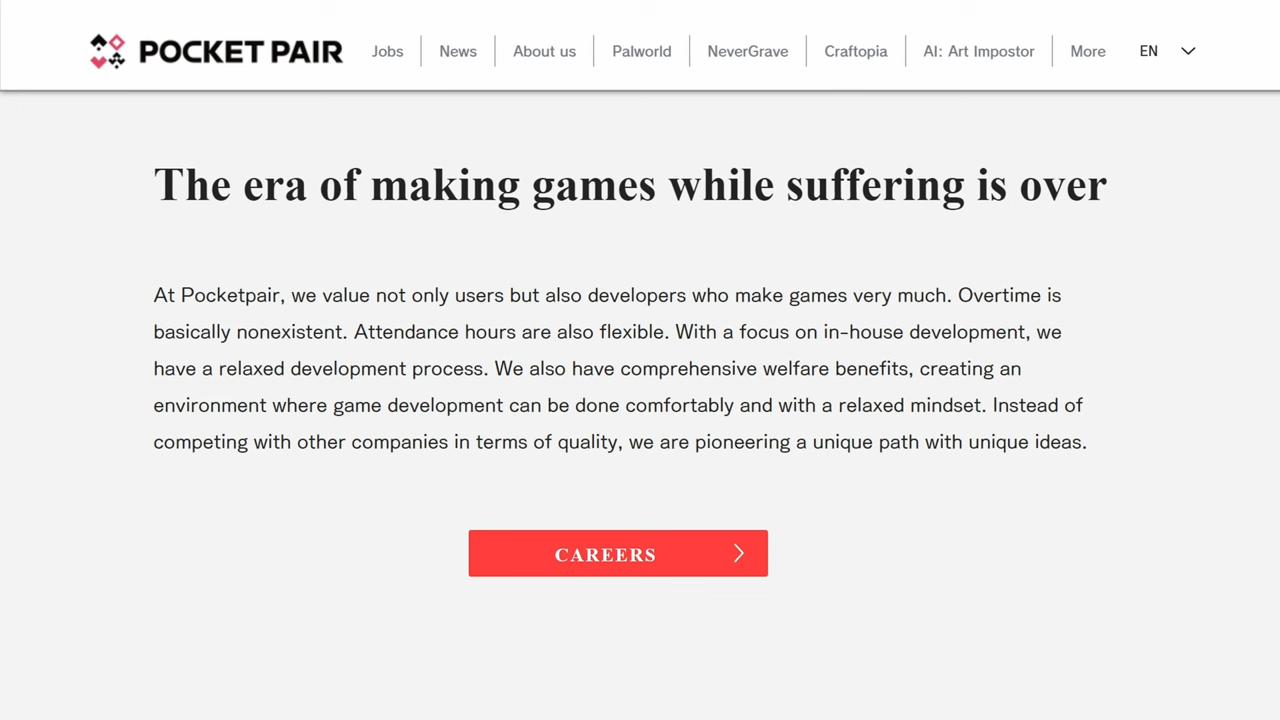 POCKET PAIR
Jobs
News
About us
Palworld
NeverGrave
Craftopia
AI: Art Impostor
More
EN
The era of making games while suffering is over
At Pocketpair, we value not only users but also developers who make games very much. Overtime is
basically nonexistent. Attendance hours are also flexible. With a focus on in-house development, we
have a relaxed development process. We also have comprehensive welfare benefits, creating an
environment where game development can be done comfortably and with a relaxed mindset. Instead of
competing with other companies in terms of quality, we are pioneering a unique path with unique ideas.
CAREERS